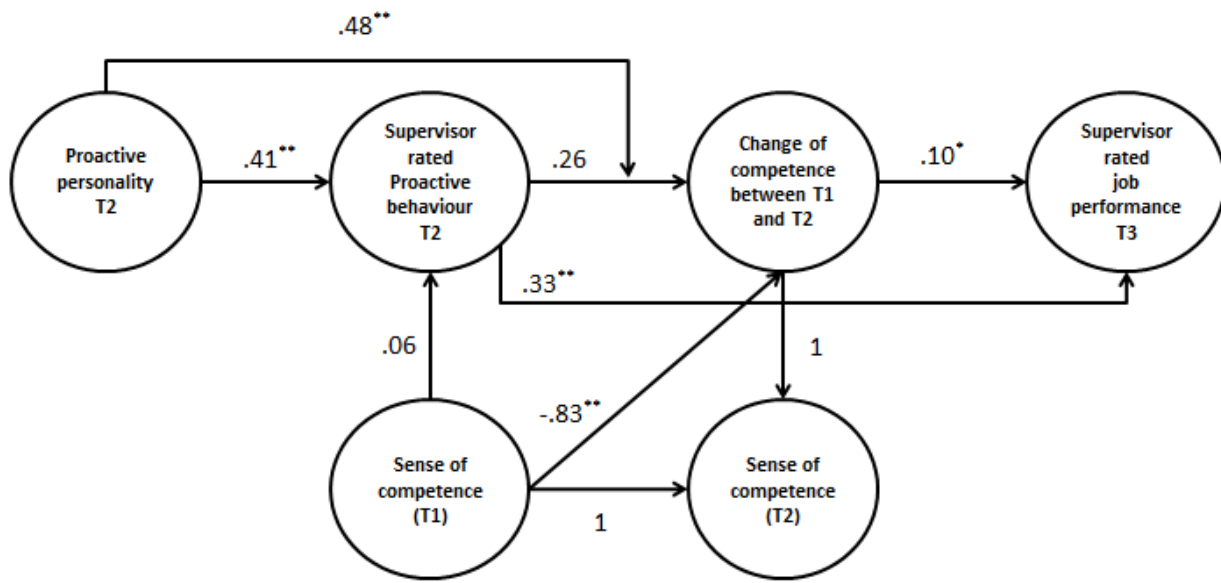 .48**
Proactive
personality
T2
.41**
Supervisor
rated
Proactive
behaviour
T2
.26
Change of
competence
between T1
and T2
.10*
Supervisor
rated
job
performance
T3
.33**
.06
1
-.83**
Sense of
competence
(T1)
1
Sense of
competence
(T2)